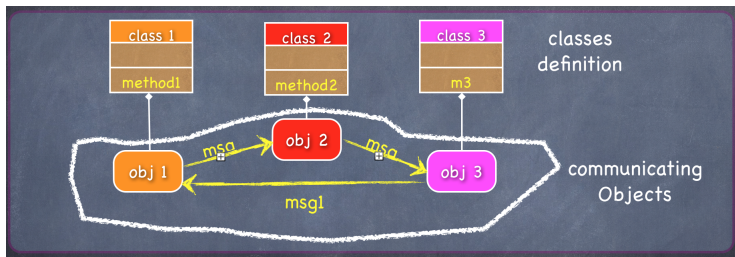 class 1
class 2
class 3
classes
definition
method1
method2
m3
msg
obj 2
msg
obj 1
obj 3
communicating
Objects
msg1